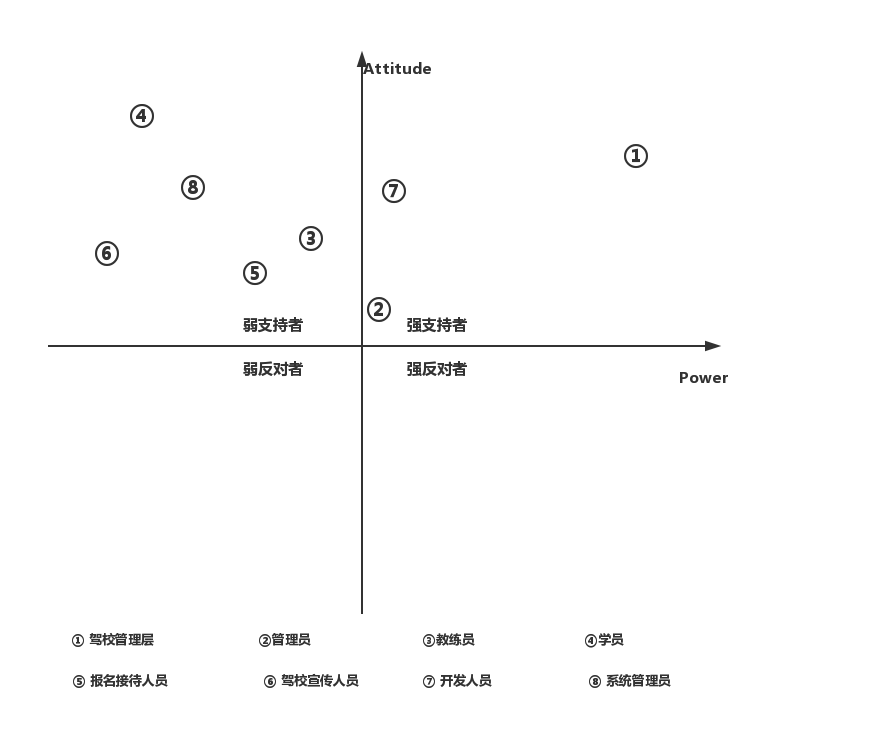 Attitude
④
①
⑧
⑦
③
⑥
⑤
②
弱支持者 强支持者
弱反对者 强反对者
Power
① 驾校管理层 ②管理员 ③教练员 ④学员
⑤ 报名接待人员 ⑥ 驾校宣传人员 ⑦ 开发人员 ⑧ 系统管理员